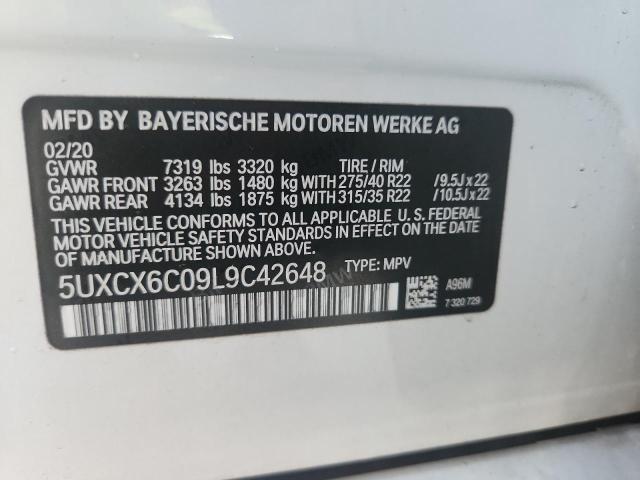 MFD BY BAYERISCHE MOTOREN WERKE AG
02/20
GVWR 7319 lbs 3320 kg TIRE / RIM
GAWR FRONT 3263 lbs 1480 kg WITH 275/40 R22 /9.5J x 22
GAWR REAR 4134 lbs 1875 kg WITH 315/35 R22 /10.5J x 22
THIS VEHICLE CONFORMS TO ALL APPLICABLE U. S. FEDERAL
MOTOR VEHICLE SAFETY STANDARDS IN EFFECT ON THE DATE OF
MANUFACTURE SHOWN ABOVE.
5UXCX6C09L9C42648 TYPE: MPV
A96M
7 320 729